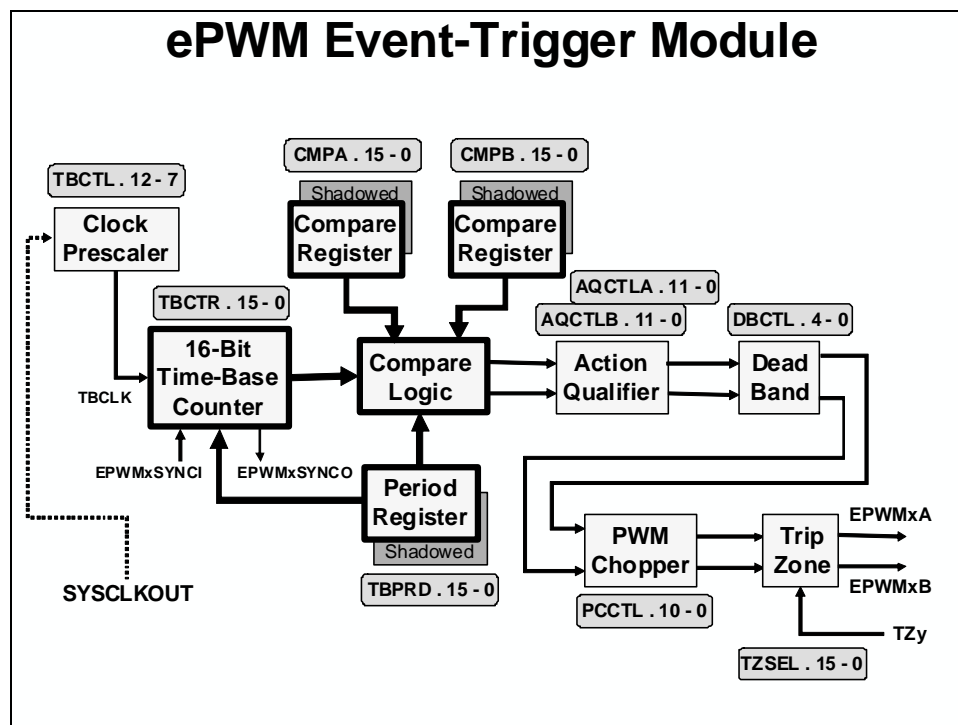 ePWM Event-Trigger Module
CMPA . 15 - 0
CMPB . 15 - 0
TBCTL . 12 - 7
Shadowed
Shadowed
Clock
Prescaler
Compare
Register
Compare
Register
TBCTR . 15 - 0
AQCTLA . 11 - 0
AQCTLB . 11 - 0
DBCTL . 4 - 0
16-Bit
Time-Base
Counter
Compare
Logic
Action
Qualifier
Dead
Band
TBCLK
EPWMxSYNCI
EPWMxSYNCO
Period
Register
Shadowed
TBPRD . 15 - 0
SYSCLKOUT
PWM
Chopper
Trip
Zone
EPWMxA
EPWMxB
PCCTL . 10 - 0
TZy
TZSEL . 15 - 0